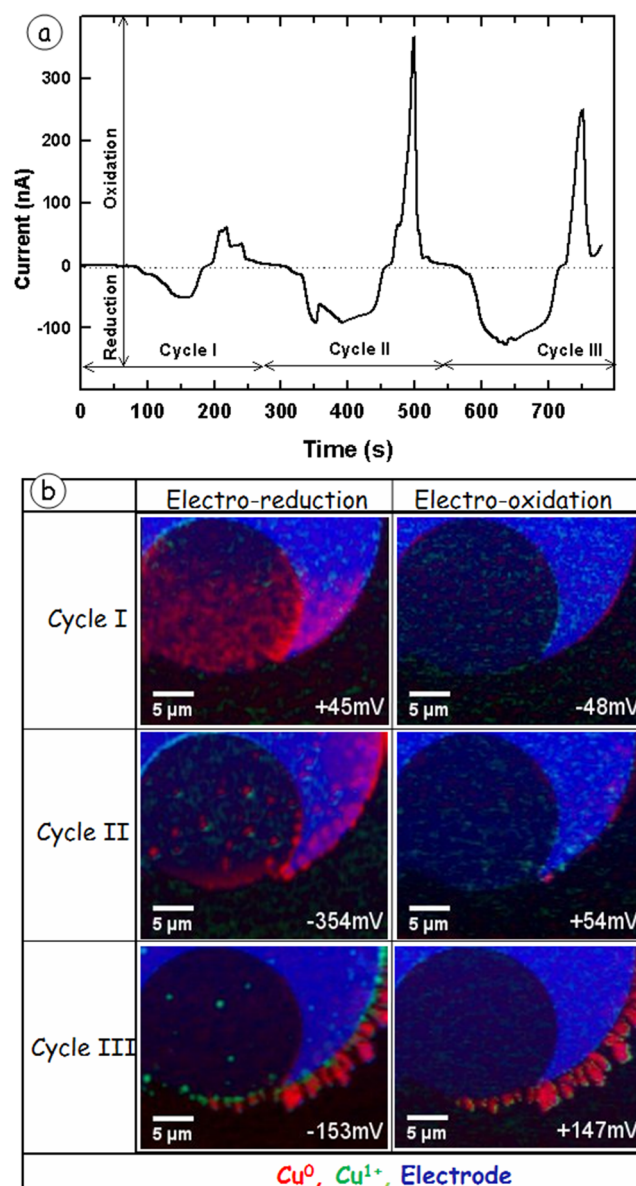 a
300
200
100
0
-100
Current (nA)
Oxidation
Reduction
Cycle I
Cycle II
Cycle III
0 100 200 300 400 500 600 700
Time (s)
b
Electro-reduction Electro-oxidation
Cycle I
5 µm +45mV
5 µm -48mV
Cycle II
5 µm -354mV
5 µm +54mV
Cycle III
5 µm -153mV
5 µm +147mV
Cu⁰, Cu¹⁺, Electrode